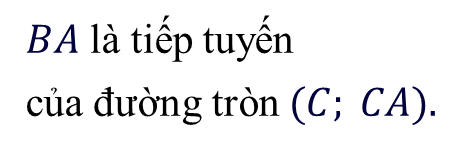 BA là tiếp tuyến
của đường tròn (C; CA).